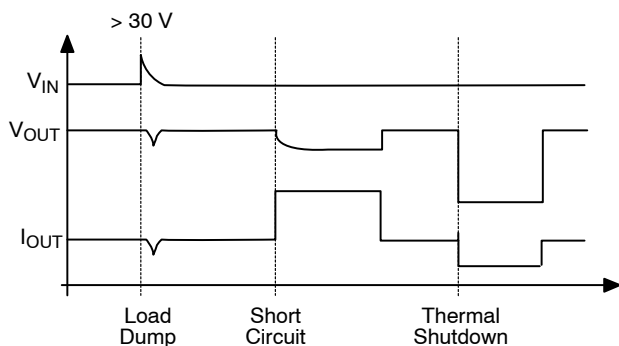 > 30 V
VIN
VOUT
IOUT
Load
Dump
Short
Circuit
Thermal
Shutdown